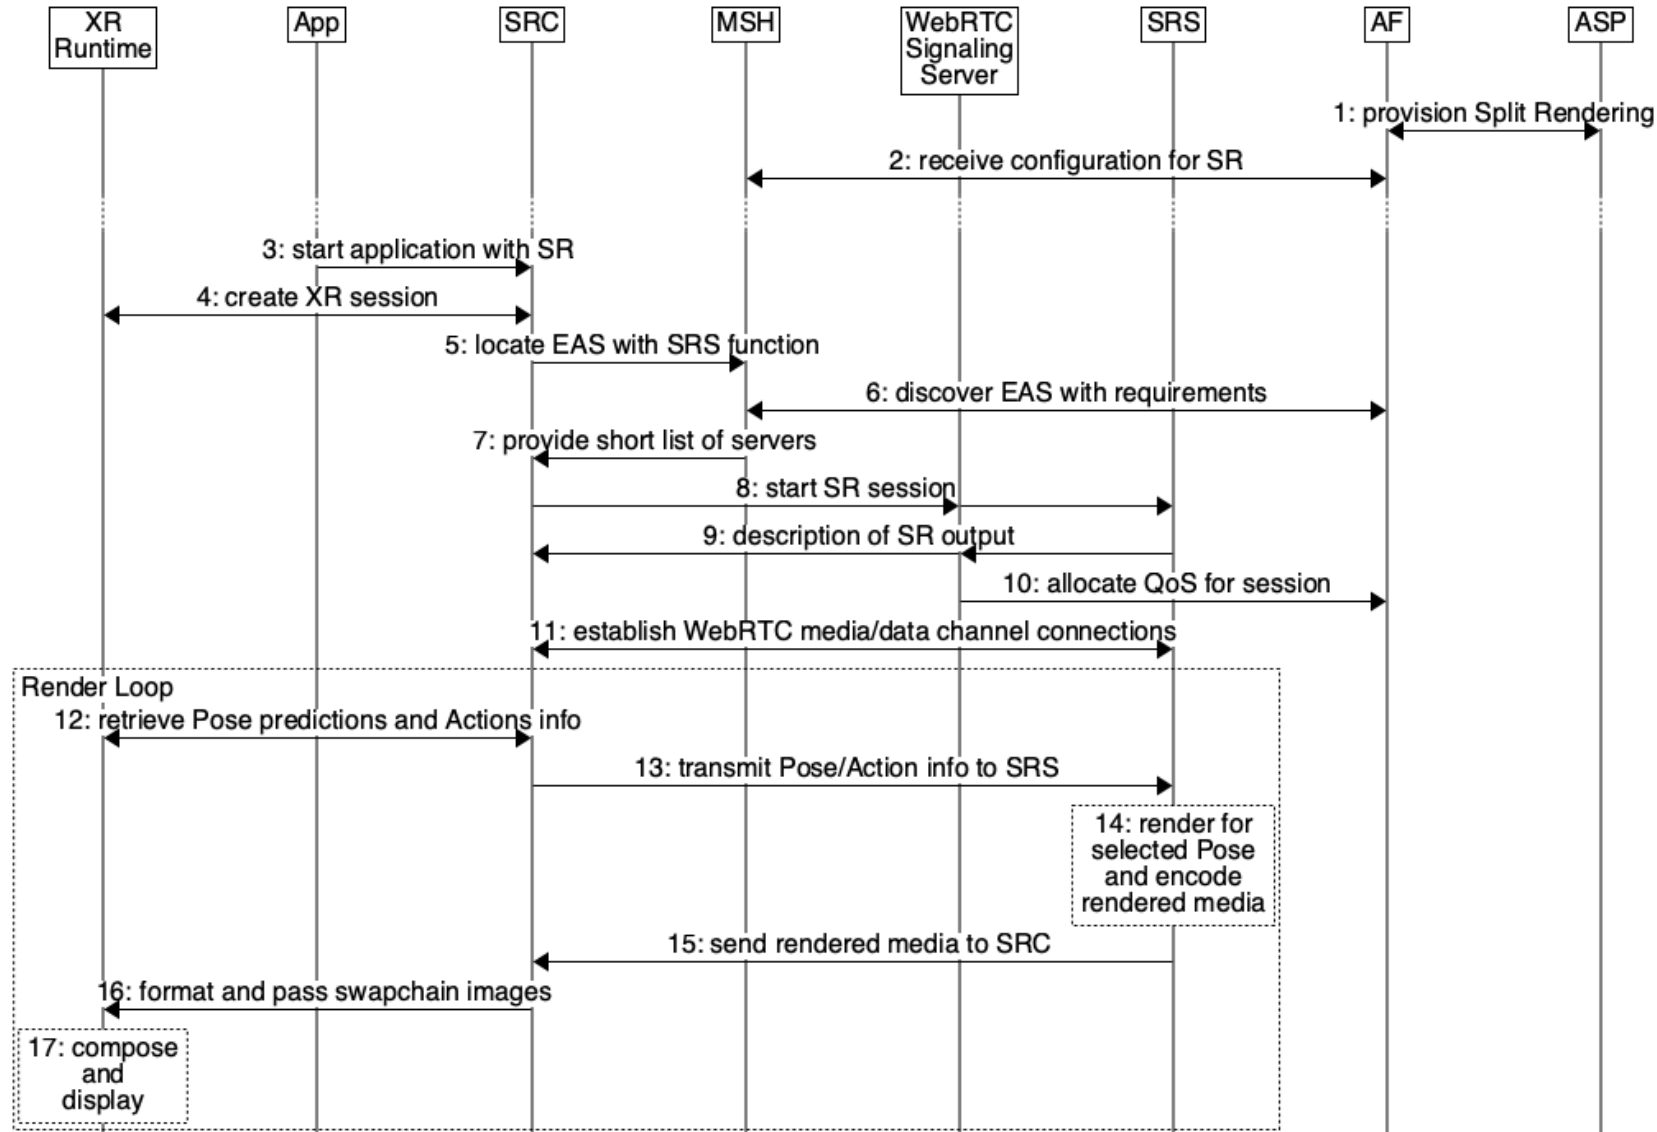 XR
Runtime
App
SRC
MSH
WebRTC
Signaling
Server
SRS
AF
ASP
1: provision Split Rendering
2: receive configuration for SR
3: start application with SR
4: create XR session
5: locate EAS with SRS function
6: discover EAS with requirements
7: provide short list of servers
8: start SR session
9: description of SR output
10: allocate QoS for session
11: establish WebRTC media/data channel connections
Render Loop
12: retrieve Pose predictions and Actions info
13: transmit Pose/Action info to SRS
14: render for
selected Pose
and encode
rendered media
15: send rendered media to SRC
16: format and pass swapchain images
17: compose
and
display